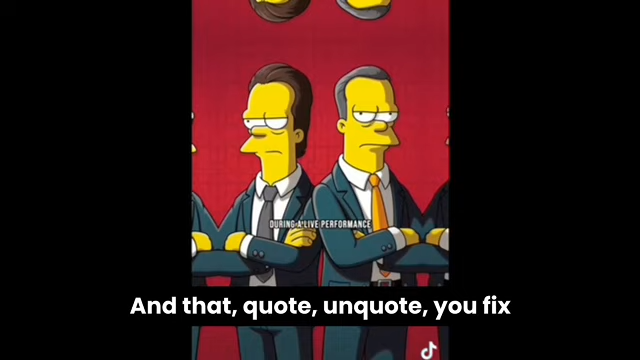 DURING A LIVE PERFORMANCE
And that, quote, unquote, you fix